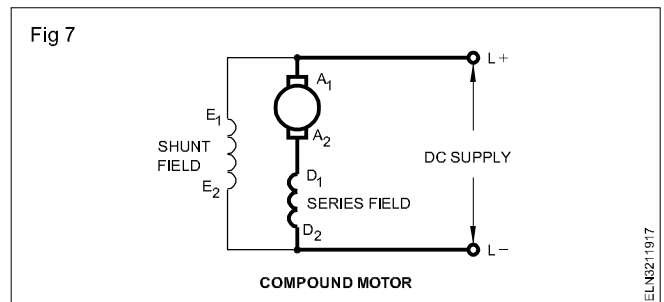 Fig 7
L+
A1
E1
A2
SHUNT
FIELD
DC SUPPLY
E2
D1
SERIES FIELD
D2
L-
COMPOUND MOTOR
ELN3211917